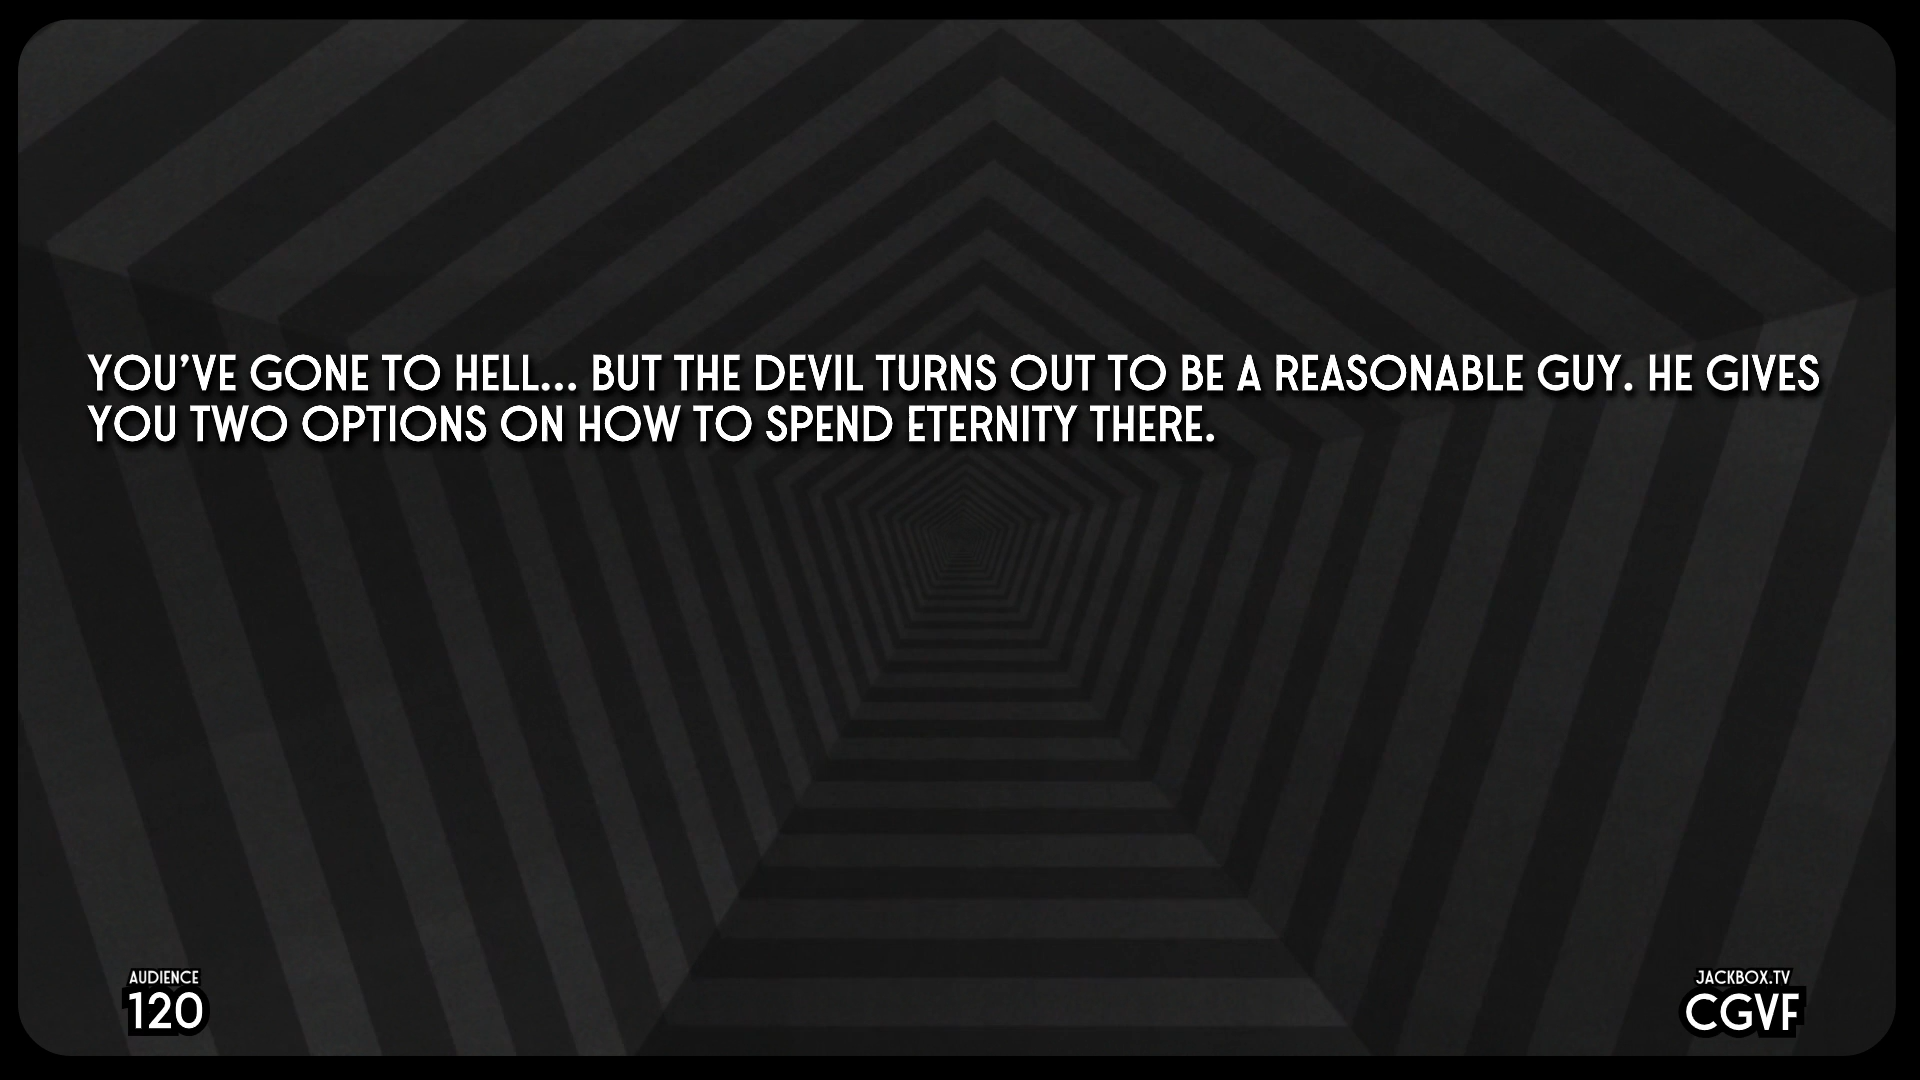 YOU'VE GONE TO HELL... BUT THE DEVIL TURNS OUT TO BE A REASONABLE GUY. HE GIVES
YOU TWO OPTIONS ON HOW TO SPEND ETERNITY THERE.
AUDIENCE
120
JACKBOX.TV
CGVF